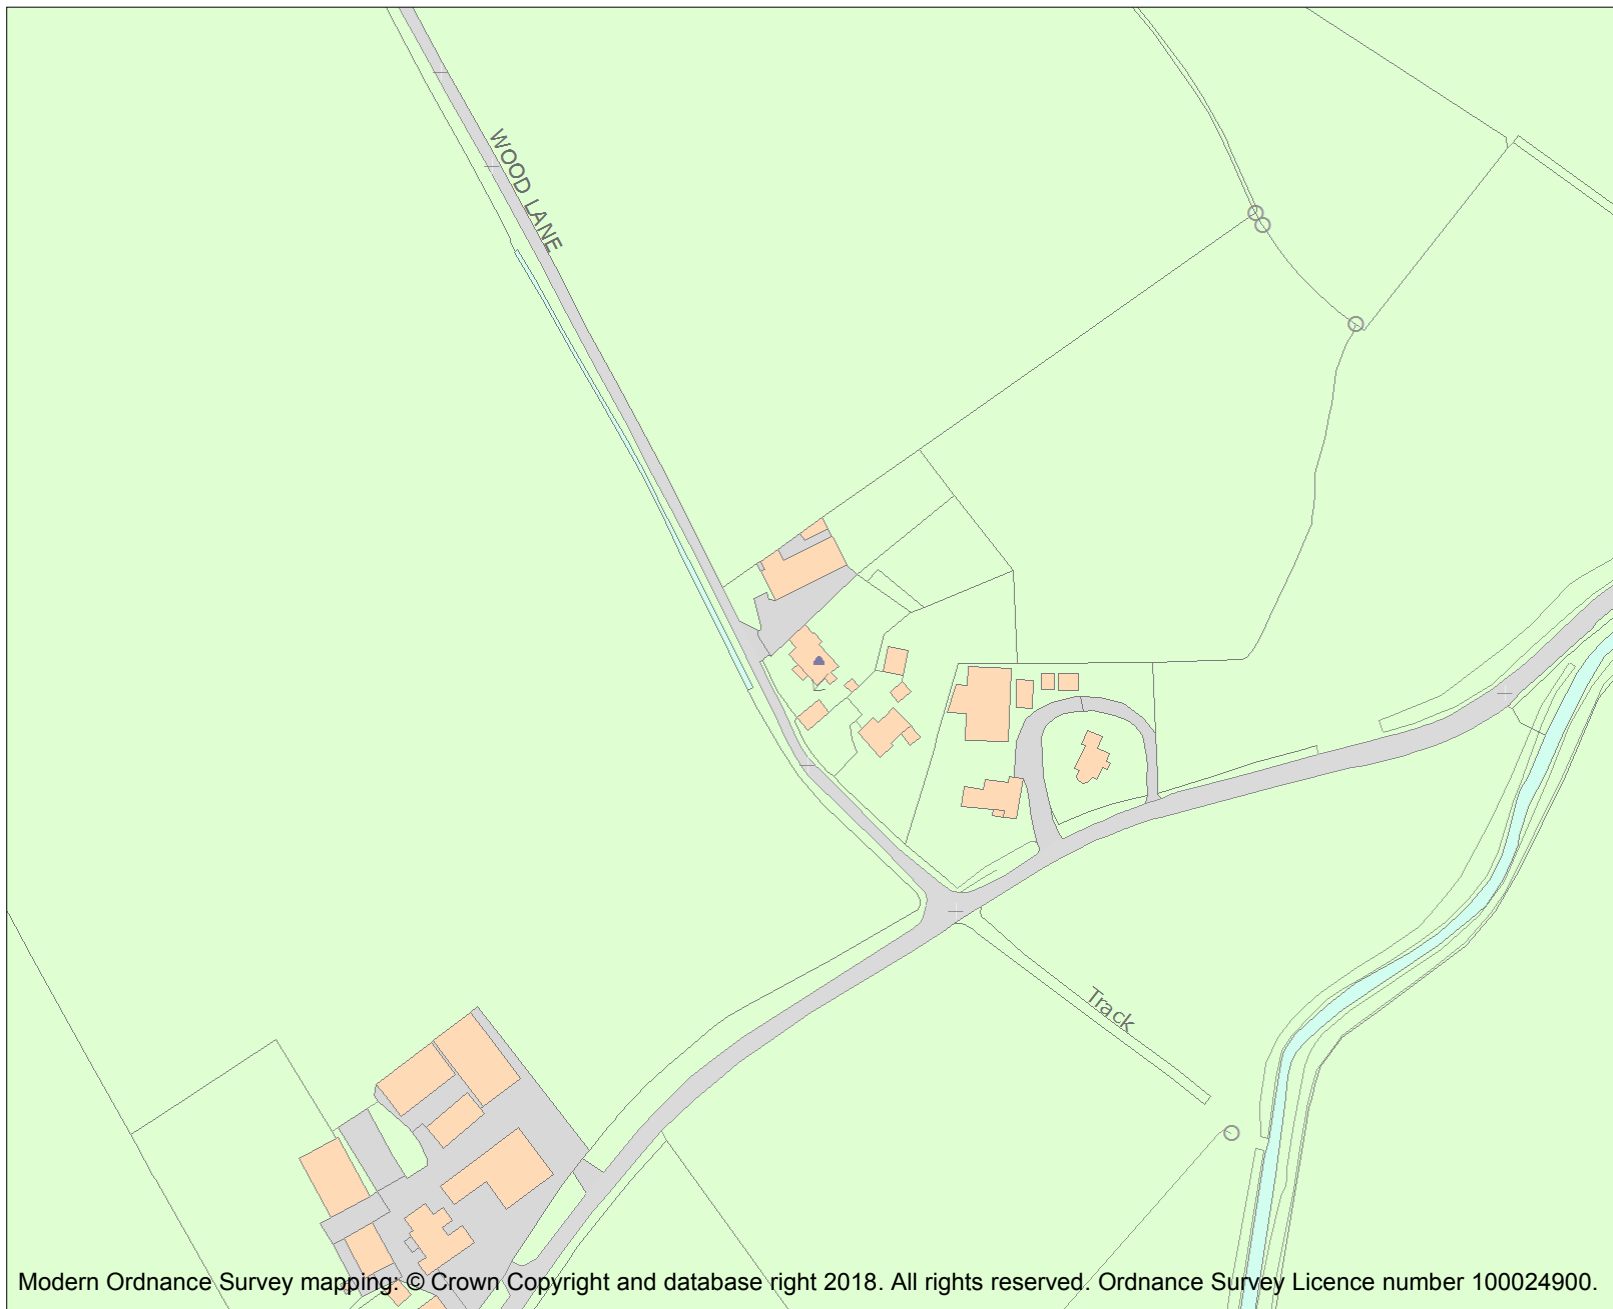 WOOD LANE
Track
Modern Ordnance Survey mapping: © Crown Copyright and database right 2018. All rights reserved. Ordnance Survey Licence number 100024900.